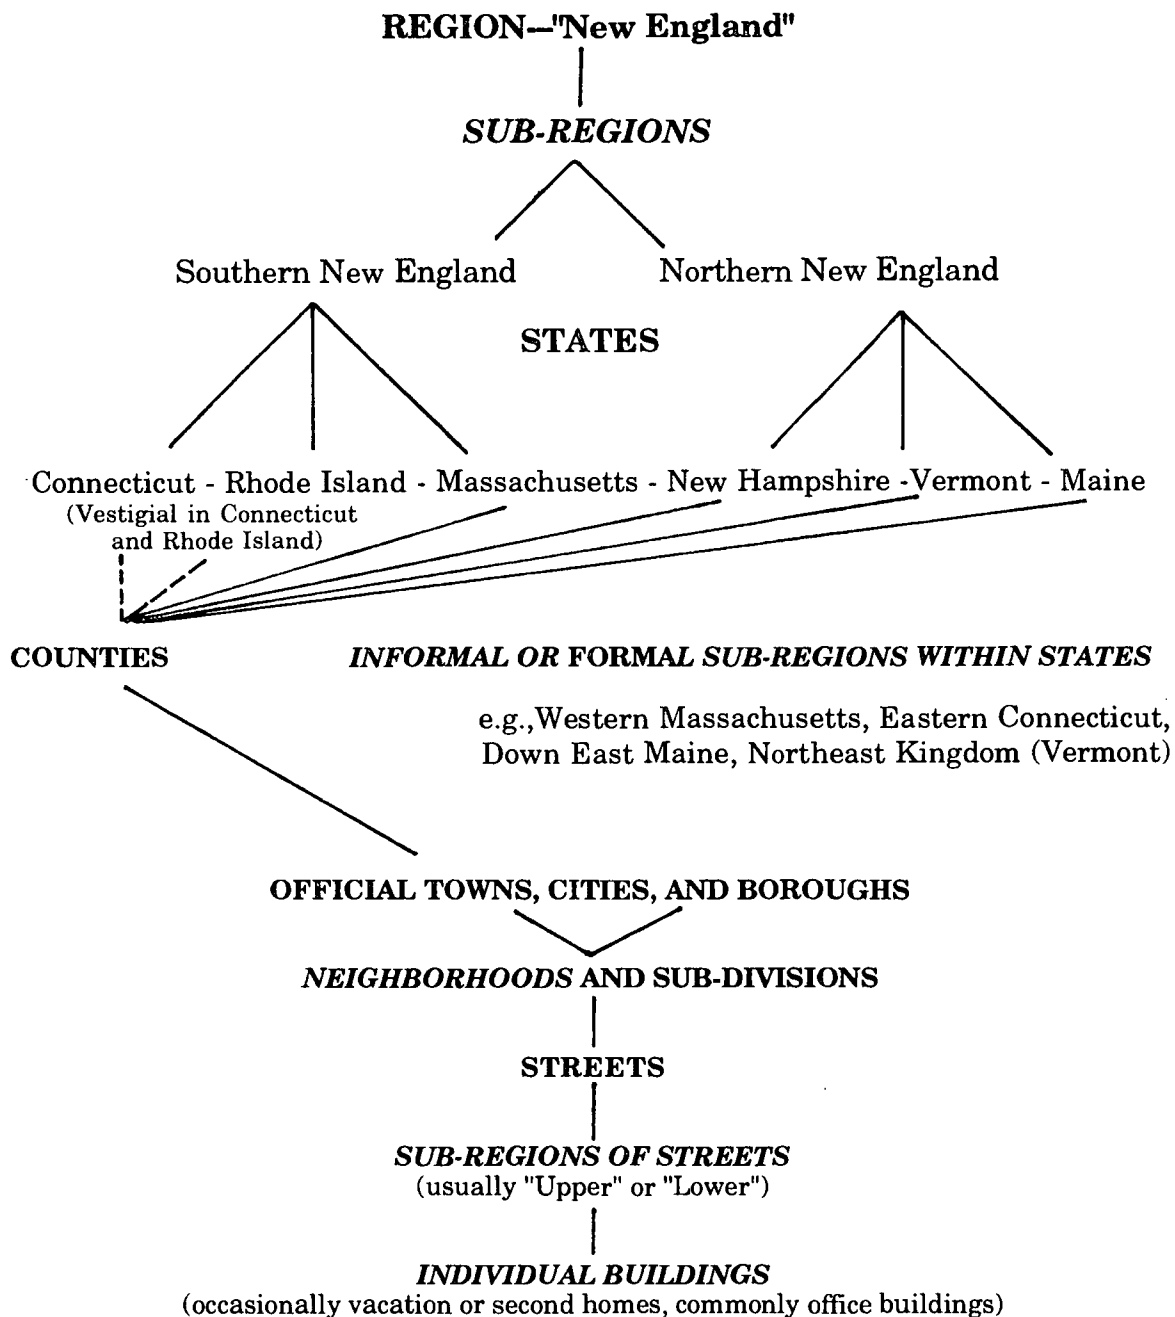 REGION—"New England"
SUB-REGIONS
Southern New England
Northern New England
STATES
Connecticut - Rhode Island - Massachusetts - New Hampshire -Vermont - Maine
(Vestigial in Connecticut
and Rhode Island)
COUNTIES
INFORMAL OR FORMAL SUB-REGIONS WITHIN STATES
e.g.,Western Massachusetts, Eastern Connecticut,
Down East Maine, Northeast Kingdom (Vermont)
OFFICIAL TOWNS, CITIES, AND BOROUGHS
NEIGHBORHOODS AND SUB-DIVISIONS
STREETS
SUB-REGIONS OF STREETS
(usually "Upper" or "Lower")
INDIVIDUAL BUILDINGS
(occasionally vacation or second homes, commonly office buildings)